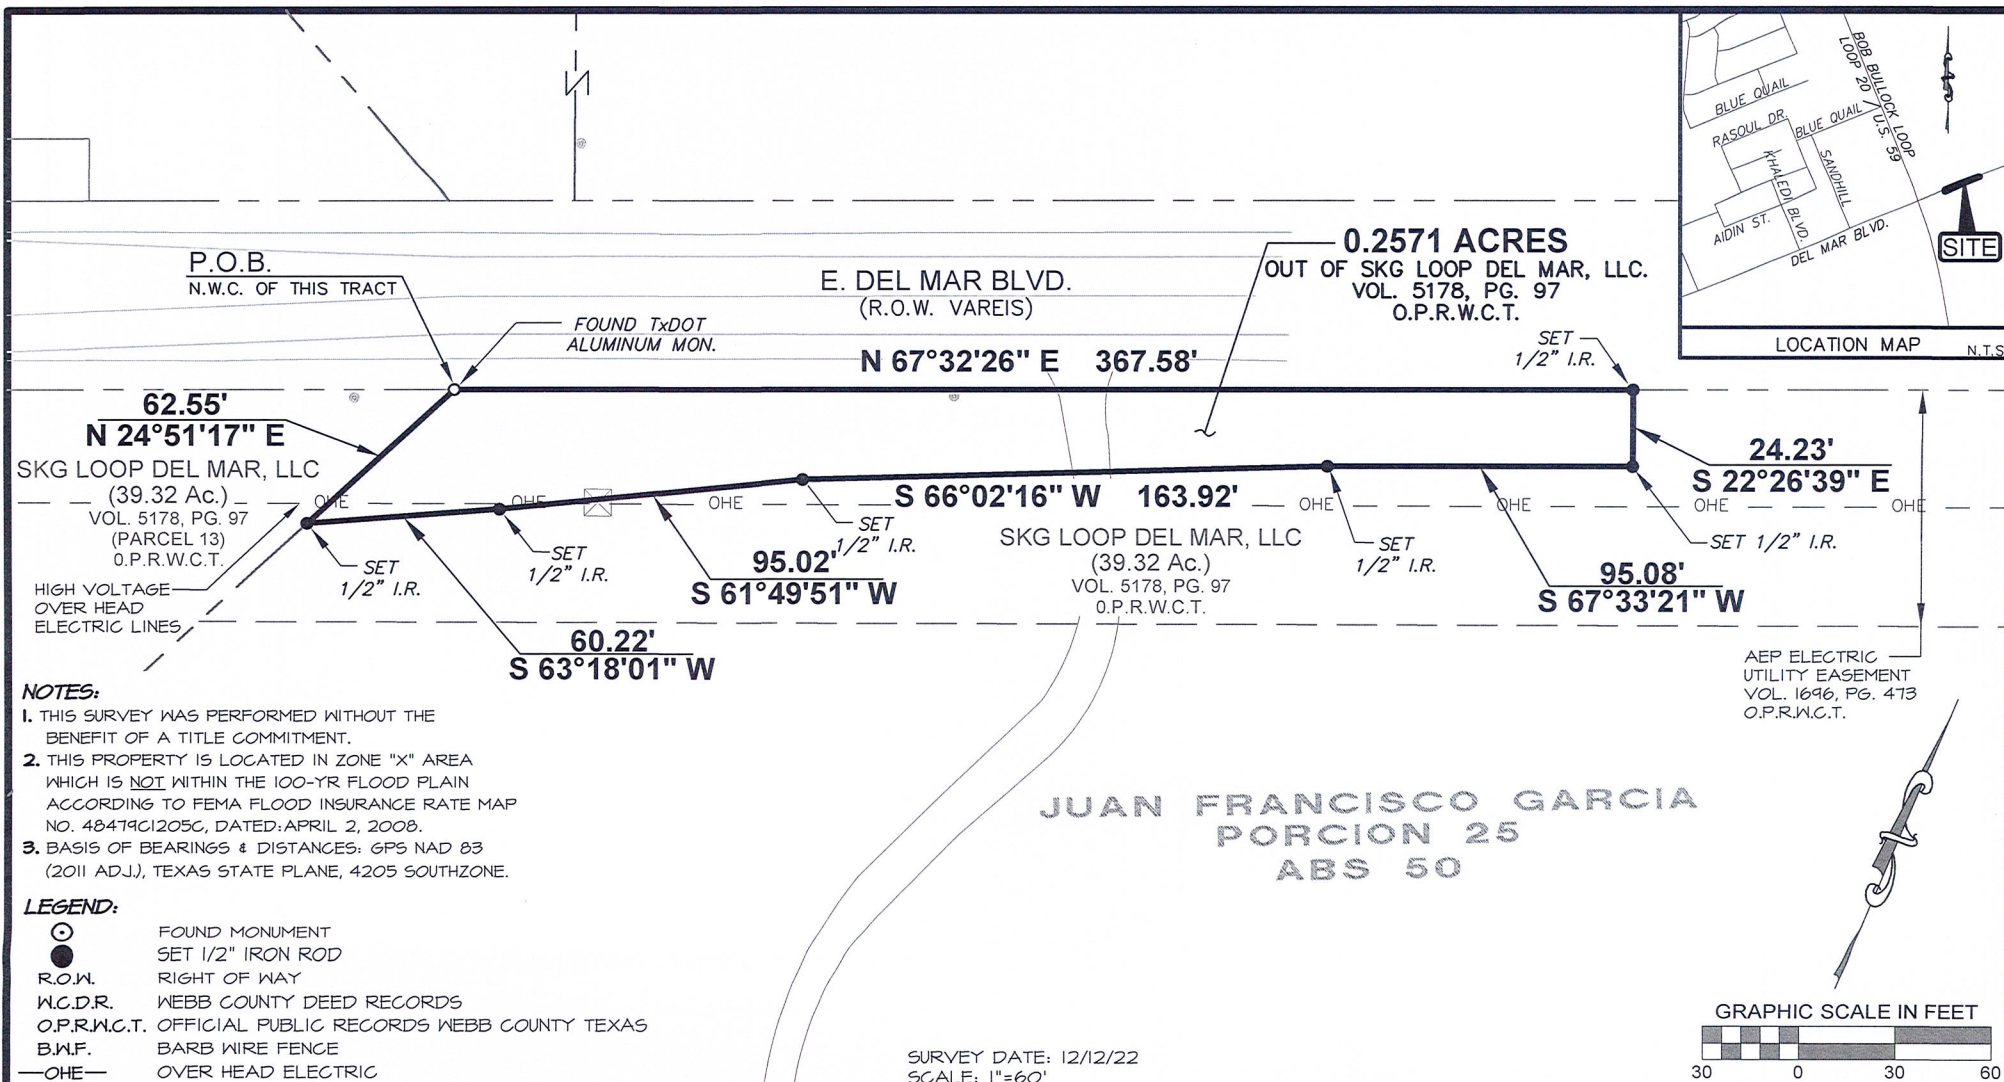 P.O.B.
N.W.C. OF THIS TRACT
FOUND TxDOT
ALUMINUM MON.
E. DEL MAR BLVD.
(R.O.W. VAREIS)
0.2571 ACRES
OUT OF SKG LOOP DEL MAR, LLC.
VOL. 5178, PG. 97
O.P.R.W.C.T.
BLUE QUAIL
RASOUL DR.
BLUE QUAIL
KHALEDI BLVD.
SANDHILL
AIDIN ST.
DEL MAR BLVD.
BOB BULLOCK LOOP
LOOP 20 / U.S. 59
SITE
LOCATION MAP N.T.S
N 67°32'26" E 367.58'
SET
1/2" I.R.
62.55'
N 24°51'17" E
SKG LOOP DEL MAR, LLC
(39.32 Ac.)
VOL. 5178, PG. 97
(PARCEL 13)
O.P.R.W.C.T.
HIGH VOLTAGE
OVER HEAD
ELECTRIC LINES
OHE
OHE
OHE
OHE
OHE
OHE
OHE
SET
1/2" I.R.
SET
1/2" I.R.
60.22'
S 63°18'01" W
95.02'
S 61°49'51" W
SET
1/2" I.R.
S 66°02'16" W 163.92'
SKG LOOP DEL MAR, LLC
(39.32 Ac.)
VOL. 5178, PG. 97
O.P.R.W.C.T.
SET
1/2" I.R.
95.08'
S 67°33'21" W
24.23'
S 22°26'39" E
SET 1/2" I.R.
AEP ELECTRIC
UTILITY EASEMENT
VOL. 1696, PG. 473
O.P.R.W.C.T.
NOTES:
1. THIS SURVEY WAS PERFORMED WITHOUT THE
BENEFIT OF A TITLE COMMITMENT.
2. THIS PROPERTY IS LOCATED IN ZONE "X" AREA
WHICH IS NOT WITHIN THE 100-YR FLOOD PLAIN
ACCORDING TO FEMA FLOOD INSURANCE RATE MAP
NO. 48479C1205C, DATED:APRIL 2, 2008.
3. BASIS OF BEARINGS & DISTANCES: GPS NAD 83
(2011 ADJ.), TEXAS STATE PLANE, 4205 SOUTHZONE.
LEGEND:
FOUND MONUMENT
SET 1/2" IRON ROD
R.O.W. RIGHT OF WAY
W.C.D.R. WEBB COUNTY DEED RECORDS
O.P.R.W.C.T. OFFICIAL PUBLIC RECORDS WEBB COUNTY TEXAS
B.W.F. BARB WIRE FENCE
OHE OVER HEAD ELECTRIC
JUAN FRANCISCO GARCIA
PORCION 25
ABS 50
SURVEY DATE: 12/12/22
SCALE: 1"=60'
GRAPHIC SCALE IN FEET
30 0 30 60